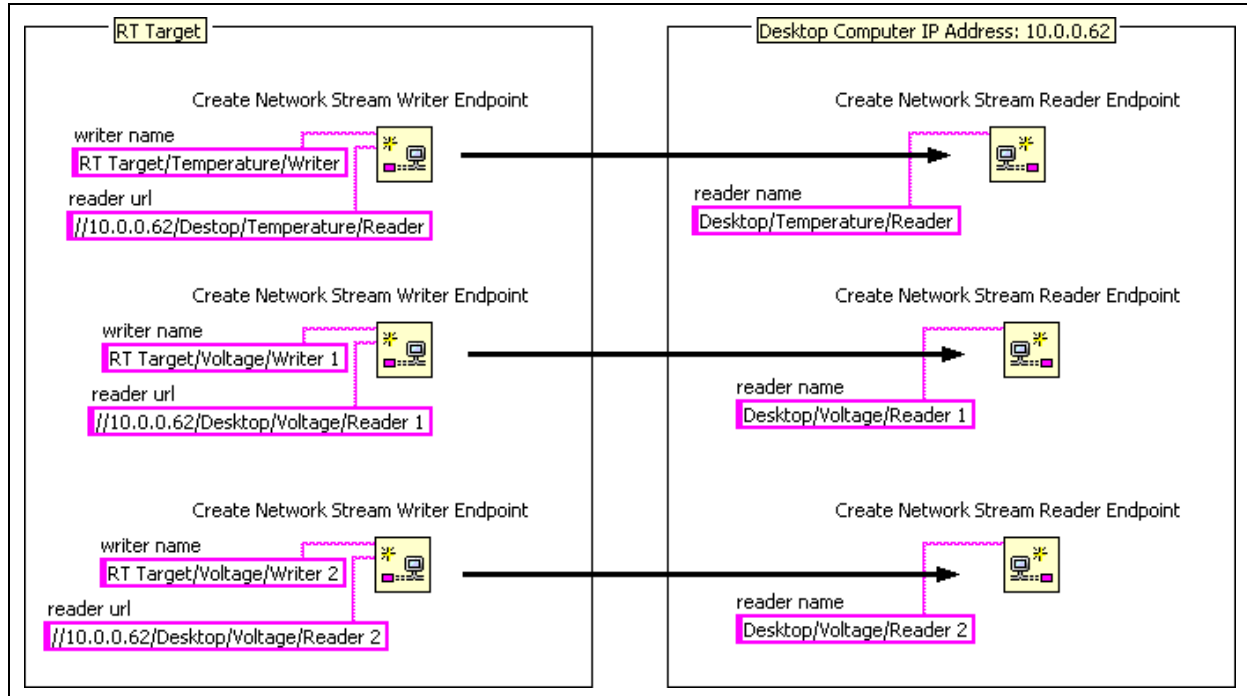 RT Target
Desktop Computer IP Address: 10.0.0.62
Create Network Stream Writer Endpoint
Create Network Stream Reader Endpoint
writer name
RT Target/Temperature/Writer
reader url
//10.0.0.62/Destop/Temperature/Reader
reader name
Desktop/Temperature/Reader
Create Network Stream Writer Endpoint
Create Network Stream Reader Endpoint
writer name
RT Target/Voltage/Writer 1
reader url
//10.0.0.62/Desktop/Voltage/Reader 1
reader name
Desktop/Voltage/Reader 1
Create Network Stream Writer Endpoint
Create Network Stream Reader Endpoint
writer name
RT Target/Voltage/Writer 2
reader url
//10.0.0.62/Desktop/Voltage/Reader 2
reader name
Desktop/Voltage/Reader 2